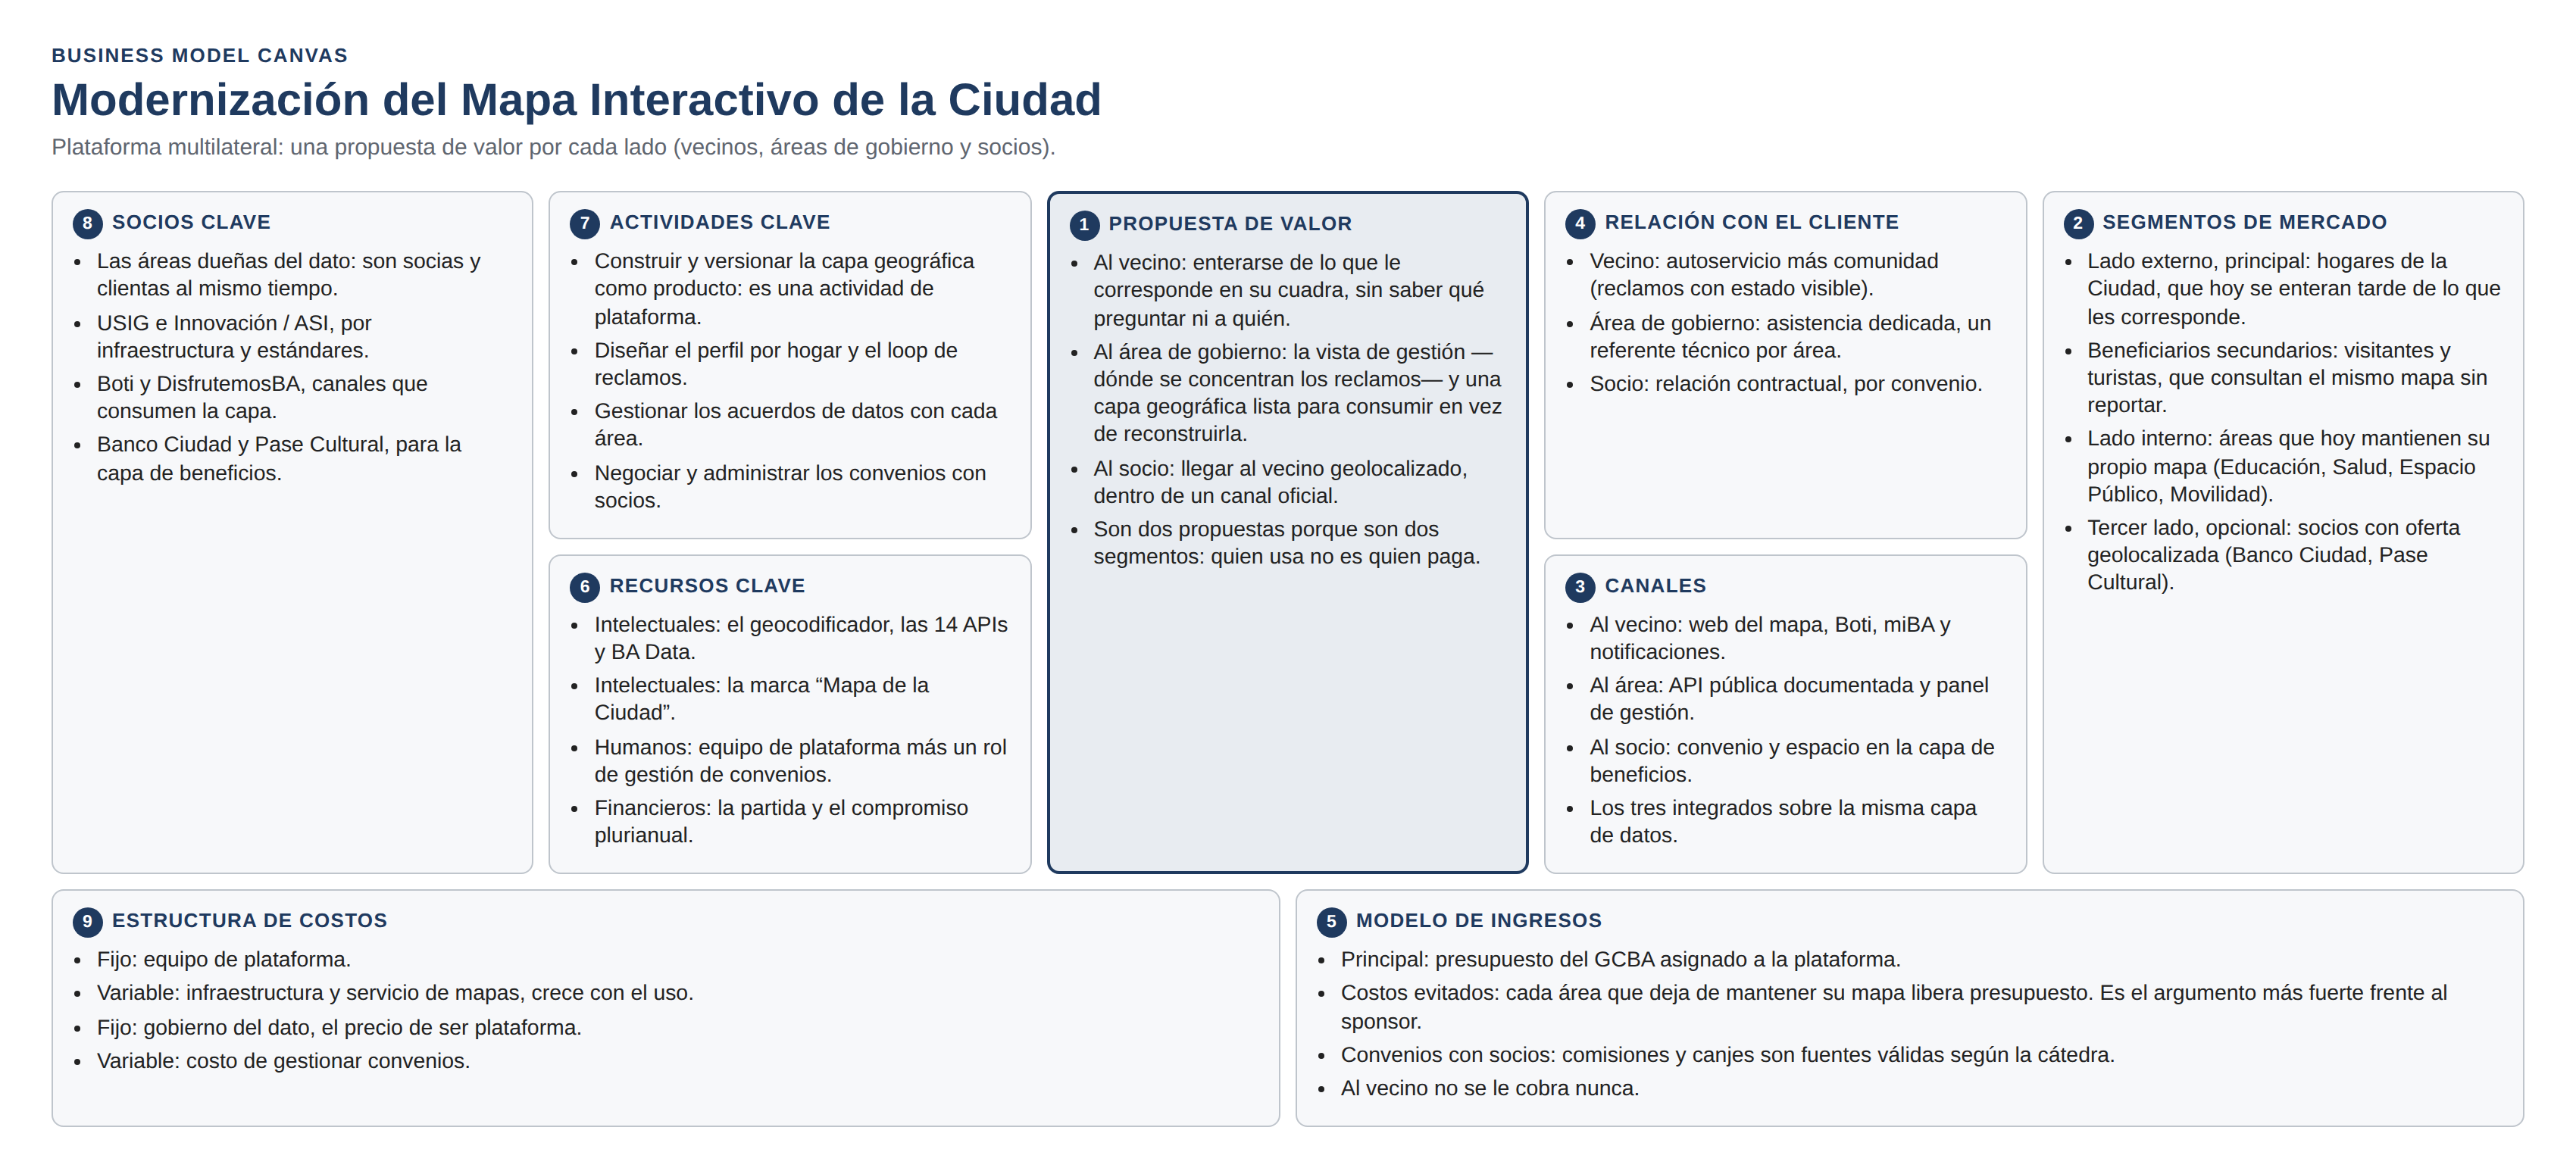 BUSINESS MODEL CANVAS
Modernización del Mapa Interactivo de la Ciudad
Plataforma multilateral: una propuesta de valor por cada lado (vecinos, áreas de gobierno y socios).
8 SOCIOS CLAVE
• Las áreas dueñas del dato: son socias y
clientas al mismo tiempo.
• USIG e Innovación / ASI, por
infraestructura y estándares.
• Boti y DisfrutemosBA, canales que
consumen la capa.
• Banco Ciudad y Pase Cultural, para la
capa de beneficios.
7 ACTIVIDADES CLAVE
• Construir y versionar la capa geográfica
como producto: es una actividad de
plataforma.
• Diseñar el perfil por hogar y el loop de
reclamos.
• Gestionar los acuerdos de datos con cada
área.
• Negociar y administrar los convenios con
socios.
6 RECURSOS CLAVE
• Intelectuales: el geocodificador, las 14 APIs
y BA Data.
• Intelectuales: la marca “Mapa de la
Ciudad”.
• Humanos: equipo de plataforma más un rol
de gestión de convenios.
• Financieros: la partida y el compromiso
plurianual.
1 PROPUESTA DE VALOR
• Al vecino: enterarse de lo que le
corresponde en su cuadra, sin saber qué
preguntar ni a quién.
• Al área de gobierno: la vista de gestión —
dónde se concentran los reclamos— y una
capa geográfica lista para consumir en vez
de reconstruirla.
• Al socio: llegar al vecino geolocalizado,
dentro de un canal oficial.
• Son dos propuestas porque son dos
segmentos: quien usa no es quien paga.
4 RELACIÓN CON EL CLIENTE
• Vecino: autoservicio más comunidad
(reclamos con estado visible).
• Área de gobierno: asistencia dedicada, un
referente técnico por área.
• Socio: relación contractual, por convenio.
3 CANALES
• Al vecino: web del mapa, Boti, miBA y
notificaciones.
• Al área: API pública documentada y panel
de gestión.
• Al socio: convenio y espacio en la capa de
beneficios.
• Los tres integrados sobre la misma capa
de datos.
2 SEGMENTOS DE MERCADO
• Lado externo, principal: hogares de la
Ciudad, que hoy se enteran tarde de lo que
les corresponde.
• Beneficiarios secundarios: visitantes y
turistas, que consultan el mismo mapa sin
reportar.
• Lado interno: áreas que hoy mantienen su
propio mapa (Educación, Salud, Espacio
Público, Movilidad).
• Tercer lado, opcional: socios con oferta
geolocalizada (Banco Ciudad, Pase
Cultural).
9 ESTRUCTURA DE COSTOS
• Fijo: equipo de plataforma.
• Variable: infraestructura y servicio de mapas, crece con el uso.
• Fijo: gobierno del dato, el precio de ser plataforma.
• Variable: costo de gestionar convenios.
5 MODELO DE INGRESOS
• Principal: presupuesto del GCBA asignado a la plataforma.
• Costos evitados: cada área que deja de mantener su mapa libera presupuesto. Es el argumento más fuerte frente al
sponsor.
• Convenios con socios: comisiones y canjes son fuentes válidas según la cátedra.
• Al vecino no se le cobra nunca.